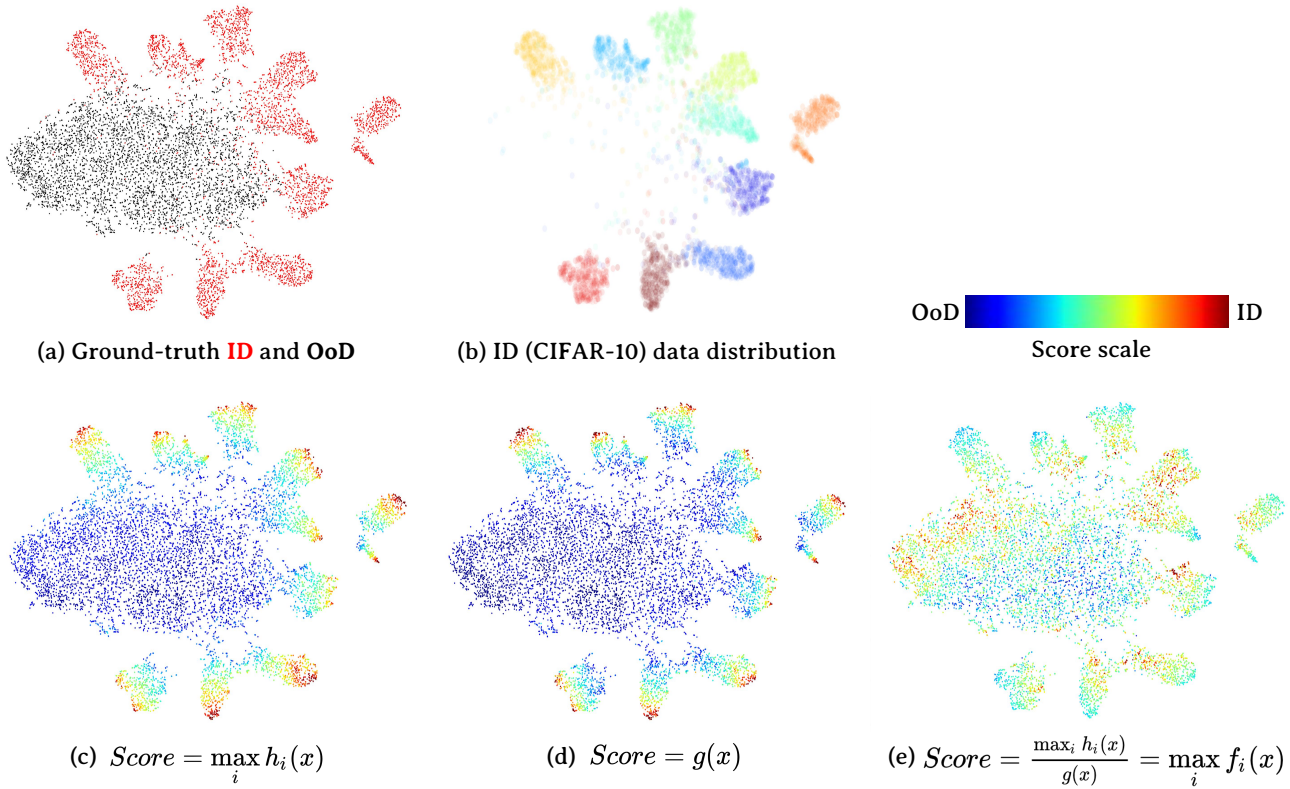 (a) Ground-truth ID and OoD
(b) ID (CIFAR-10) data distribution
OoD ID
Score scale
(c) Score = max_i h_i(x)
(d) Score = g(x)
(e) Score = max_i h_i(x) / g(x) = max_i f_i(x)